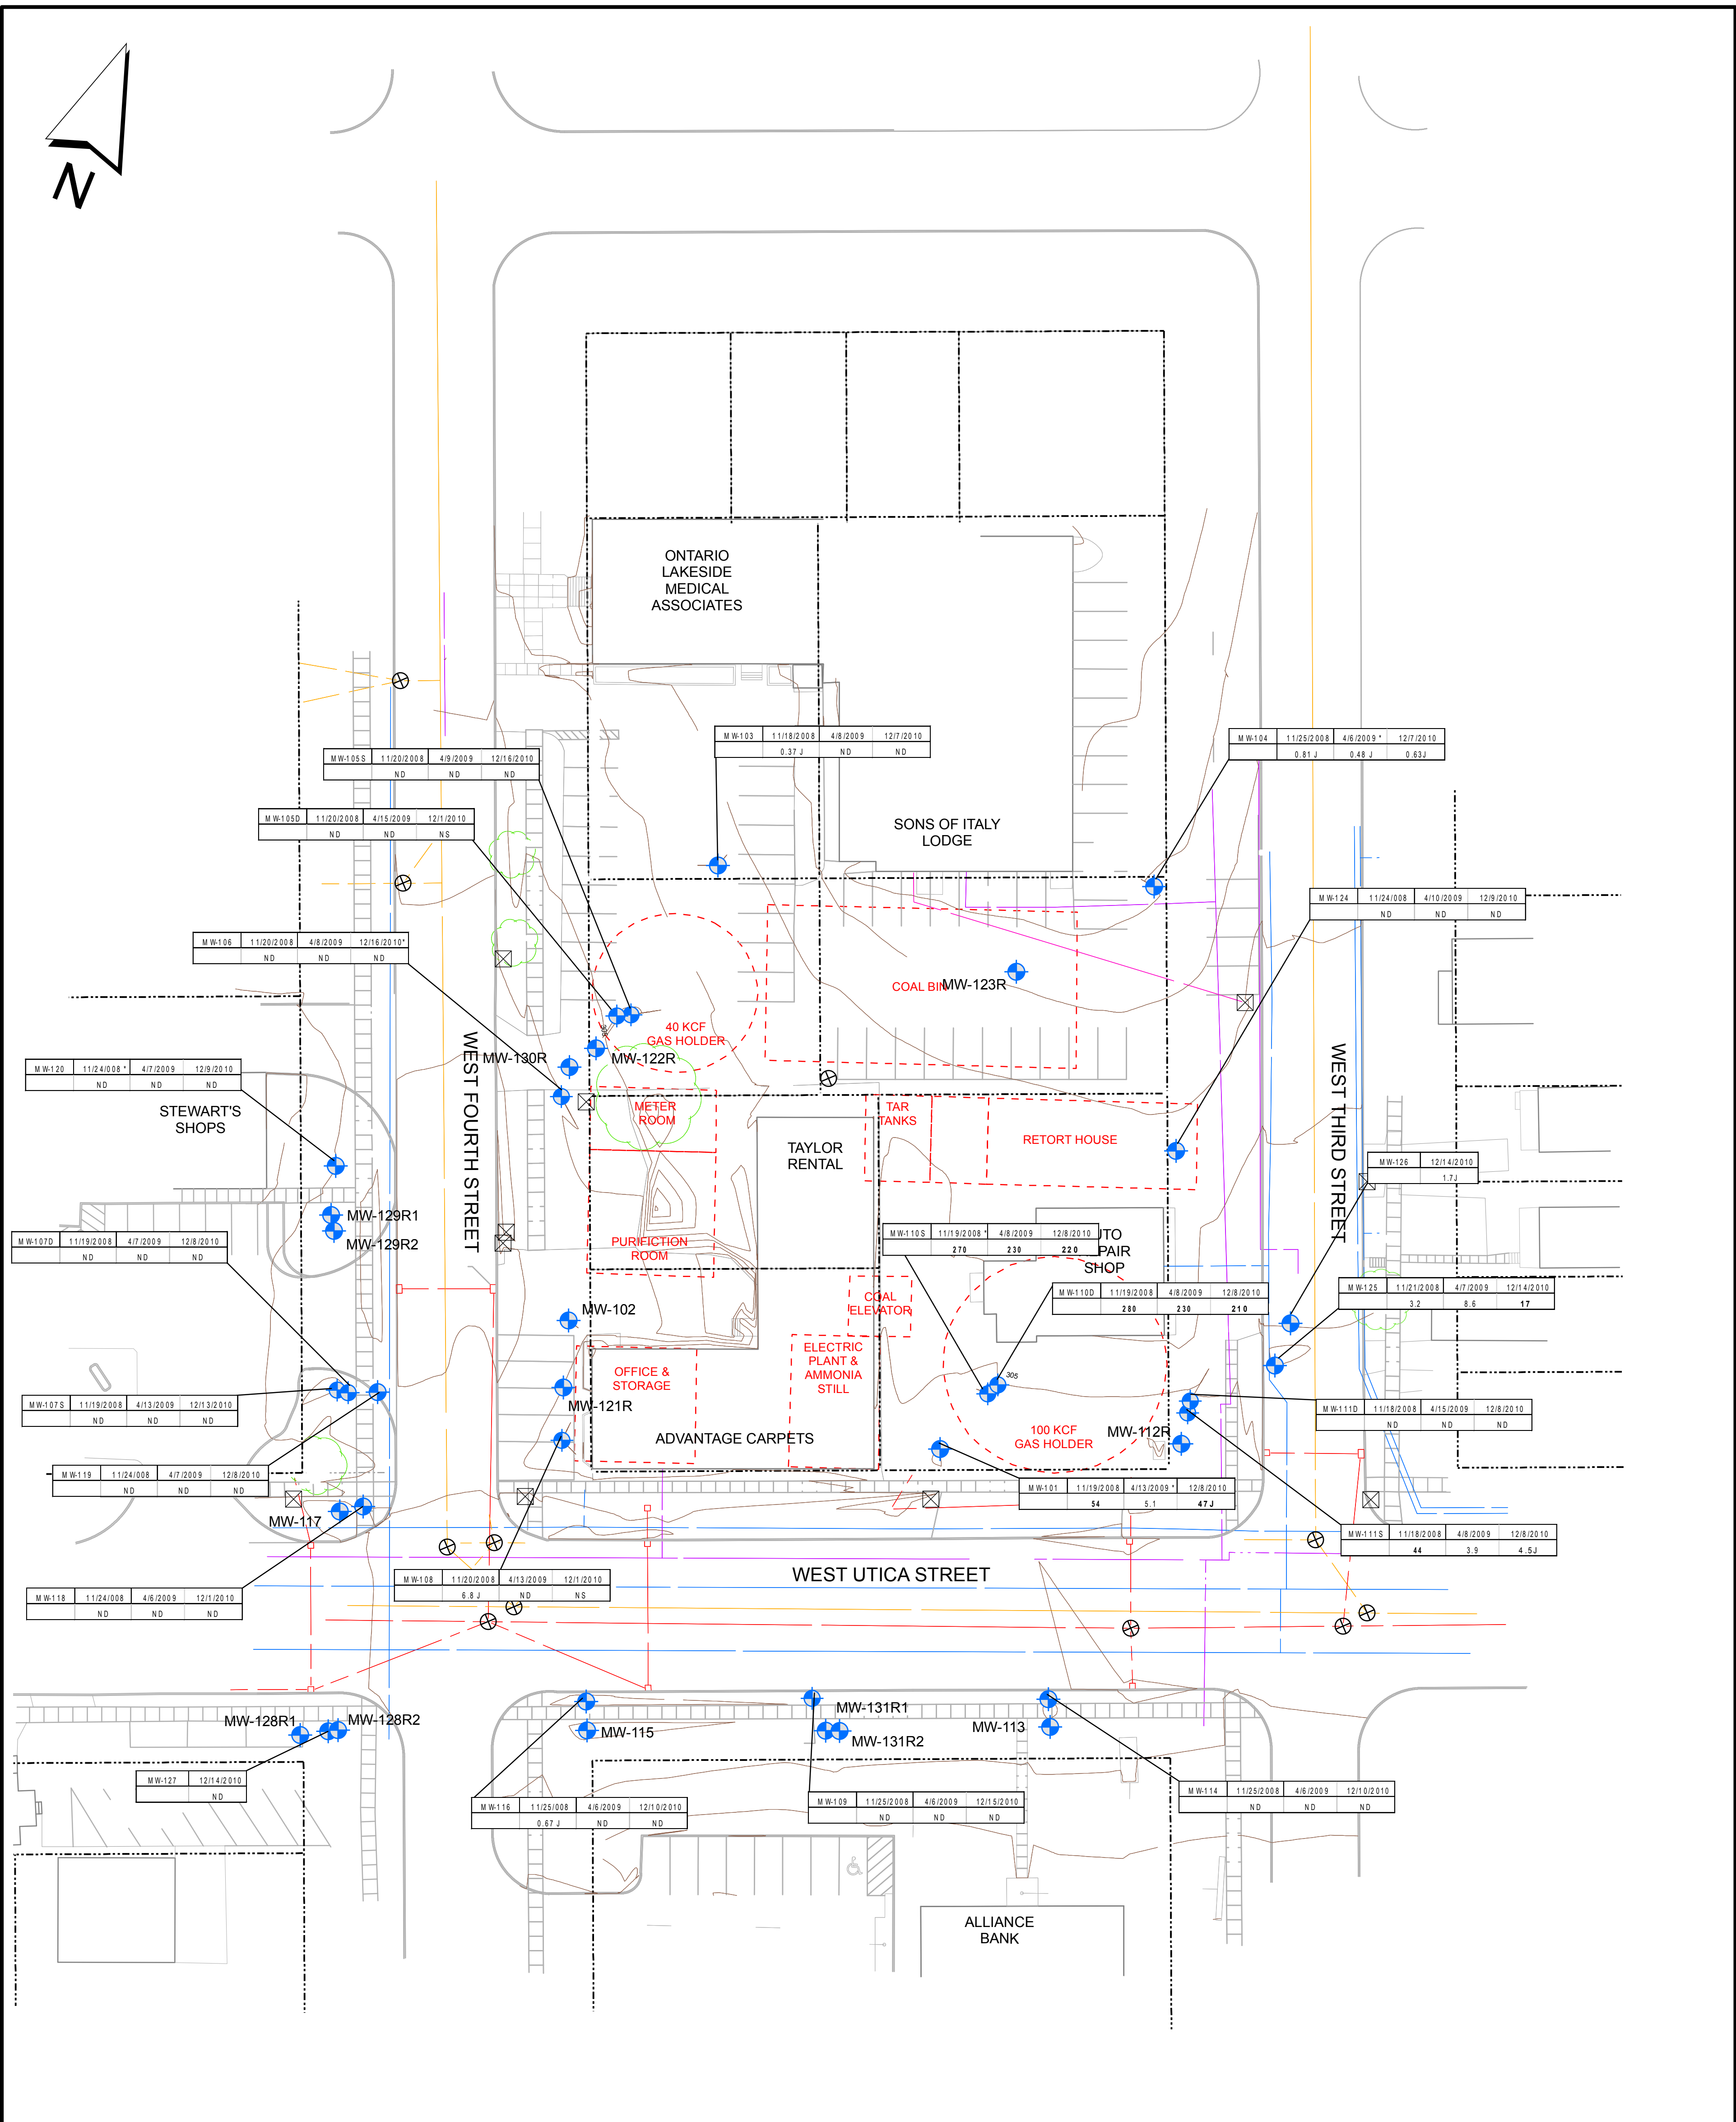 N
ONTARIO
LAKESIDE
MEDICAL
ASSOCIATES
MW-103 11/18/2008 4/8/2009 12/7/2010
0.37 J ND ND
MW-104 11/25/2008 4/6/2009 * 12/7/2010
0.81 J 0.48 J 0.63J
MW-105S 11/20/2008 4/9/2009 12/16/2010
ND ND ND
MW-105D 11/20/2008 4/15/2009 12/1/2010
ND ND NS
SONS OF ITALY
LODGE
MW-124 11/24/008 4/10/2009 12/9/2010
ND ND ND
MW-106 11/20/2008 4/8/2009 12/16/2010*
ND ND ND
COAL BIN
MW-123R
40 KCF
GAS HOLDER
MW-130R
MW-122R
WEST FOURTH STREET
WEST THIRD STREET
MW-120 11/24/008 * 4/7/2009 12/9/2010
ND ND ND
STEWART'S
SHOPS
METER
ROOM
TAR
TANKS
RETORT HOUSE
TAYLOR
RENTAL
MW-126 12/14/2010
1.7J
MW-129R1
MW-129R2
MW-107D 11/19/2008 4/7/2009 12/8/2010
ND ND ND
PURIFICTION
ROOM
MW-110S 11/19/2008 * 4/8/2009 12/8/2010
270 230 220
UTO
PAIR
SHOP
MW-110D 11/19/2008 4/8/2009 12/8/2010
280 230 210
MW-125 11/21/2008 4/7/2009 12/14/2010
3.2 8.6 17
COAL
ELEVATOR
MW-102
ELECTRIC
PLANT &
AMMONIA
STILL
OFFICE &
STORAGE
305
MW-121R
MW-107S 11/19/2008 4/13/2009 12/13/2010
ND ND ND
MW-111D 11/18/2008 4/15/2009 12/8/2010
ND ND ND
ADVANTAGE CARPETS
100 KCF
GAS HOLDER
MW-112R
MW-119 11/24/008 4/7/2009 12/8/2010
ND ND ND
MW-101 11/19/2008 4/13/2009 * 12/8/2010
54 5.1 47J
MW-117
MW-111S 11/18/2008 4/8/2009 12/8/2010
44 3.9 4.5J
WEST UTICA STREET
MW-108 11/20/2008 4/13/2009 12/1/2010
6.8 J ND NS
MW-118 11/24/008 4/6/2009 12/1/2010
ND ND ND
MW-128R1
MW-128R2
MW-115
MW-131R1
MW-131R2
MW-113
MW-127 12/14/2010
ND
MW-116 11/25/008 4/6/2009 12/10/2010
0.67 J ND ND
MW-109 11/25/2008 4/6/2009 12/15/2010
ND ND ND
MW-114 11/25/2008 4/6/2009 12/10/2010
ND ND ND
ALLIANCE
BANK